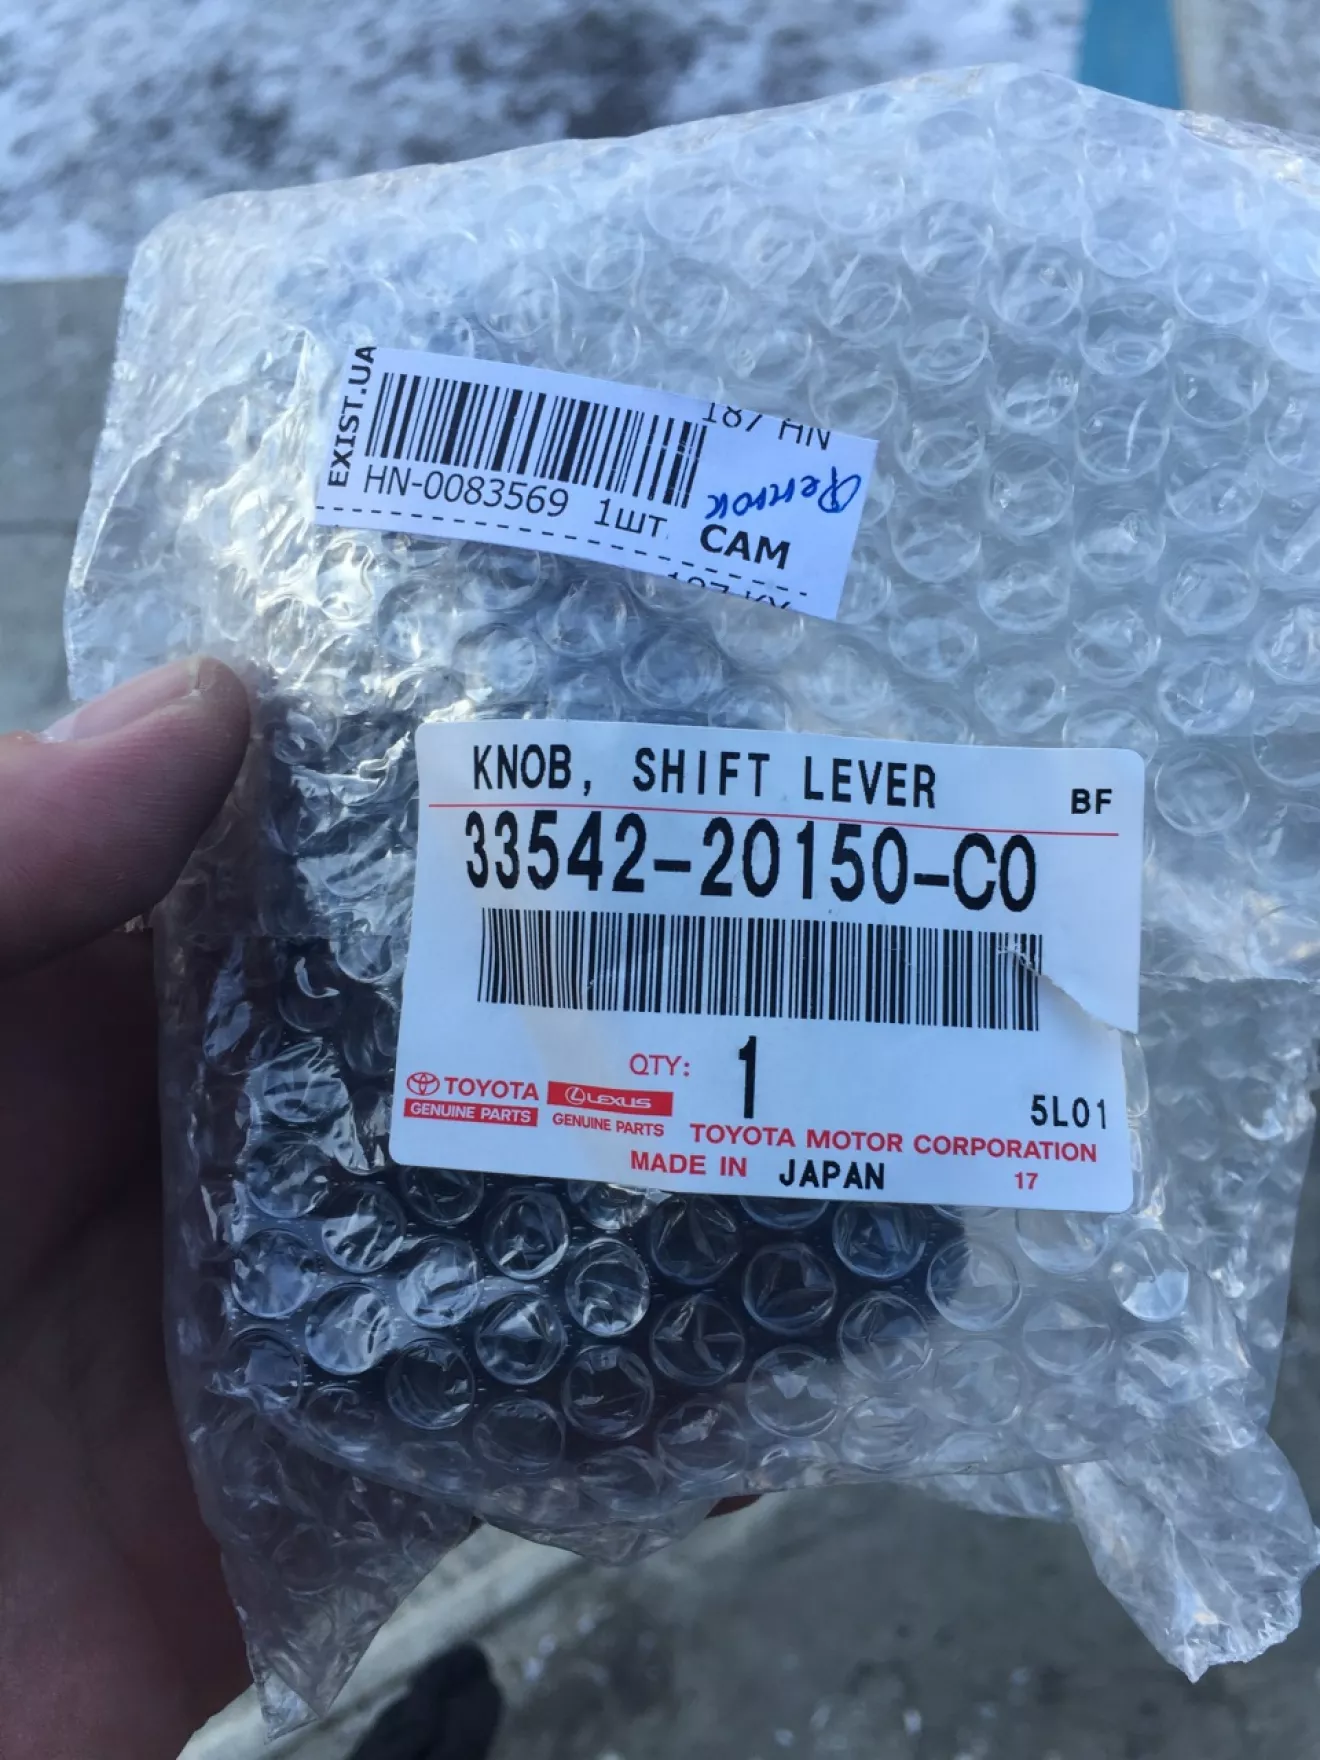 EXIST.UA
187 HN
HN-0083569 1шт
САМ
KNOB, SHIFT LEVER BF
33542-20150-C0
QTY: 1
TOYOTA LEXUS 5L01
GENUINE PARTS GENUINE PARTS TOYOTA MOTOR CORPORATION
MADE IN JAPAN 17